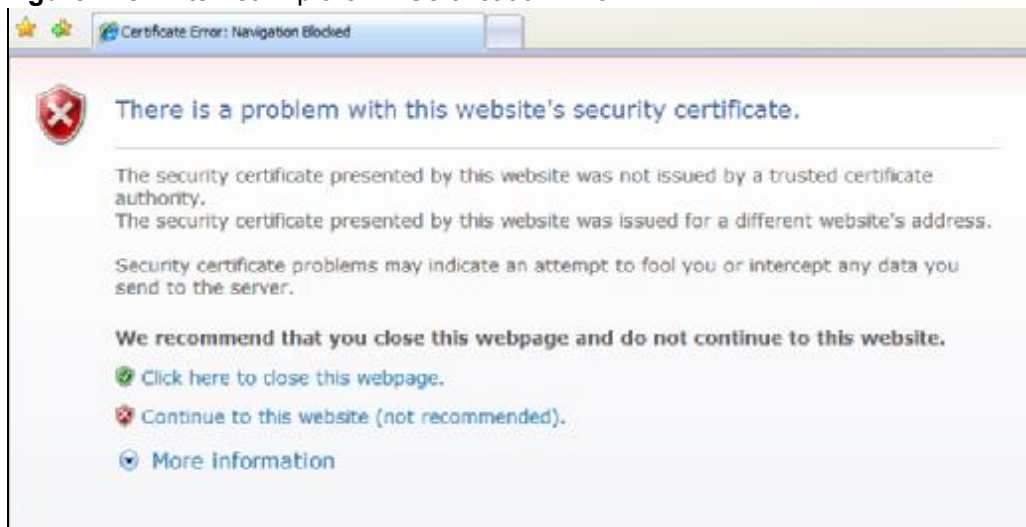 Certificate Error: Navigation Blocked
There is a problem with this website's security certificate.
The security certificate presented by this website was not issued by a trusted certificate
authority.
The security certificate presented by this website was issued for a different website's address.
Security certificate problems may indicate an attempt to fool you or intercept any data you
send to the server.
We recommend that you close this webpage and do not continue to this website.
Click here to close this webpage.
Continue to this website (not recommended).
More information